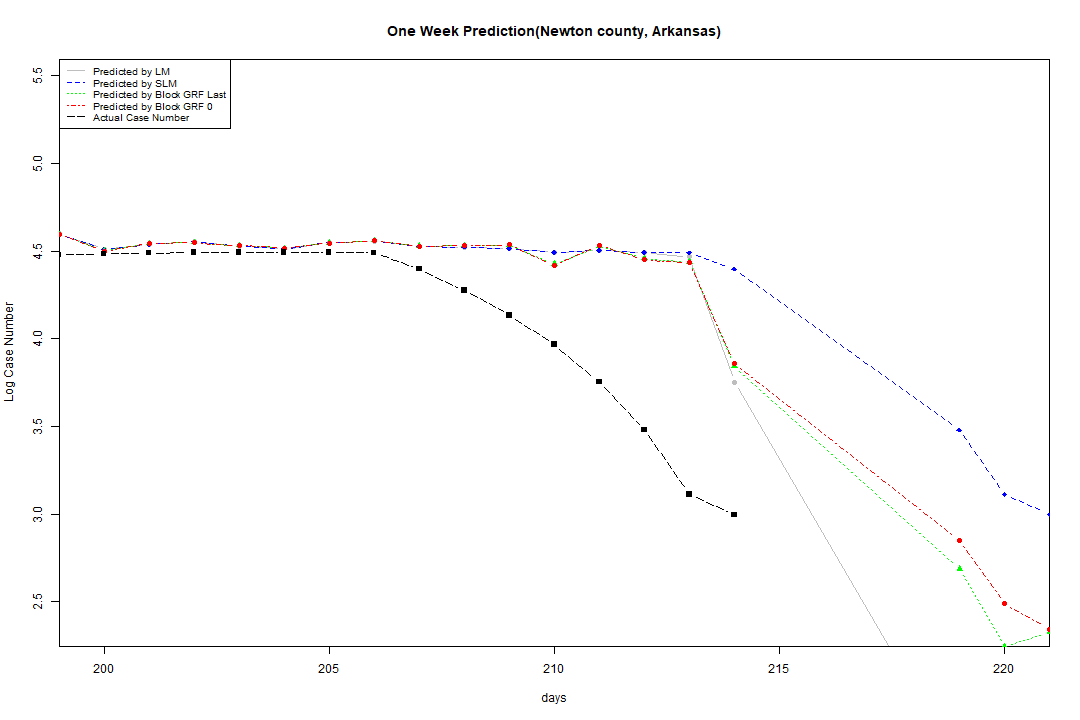 One Week Prediction(Newton county, Arkansas)
Predicted by LM
Predicted by SLM
Predicted by Block GRF Last
Predicted by Block GRF 0
Actual Case Number
5.5
5.0
4.5
4.0
3.5
3.0
2.5
Log Case Number
200
205
210
215
220
days